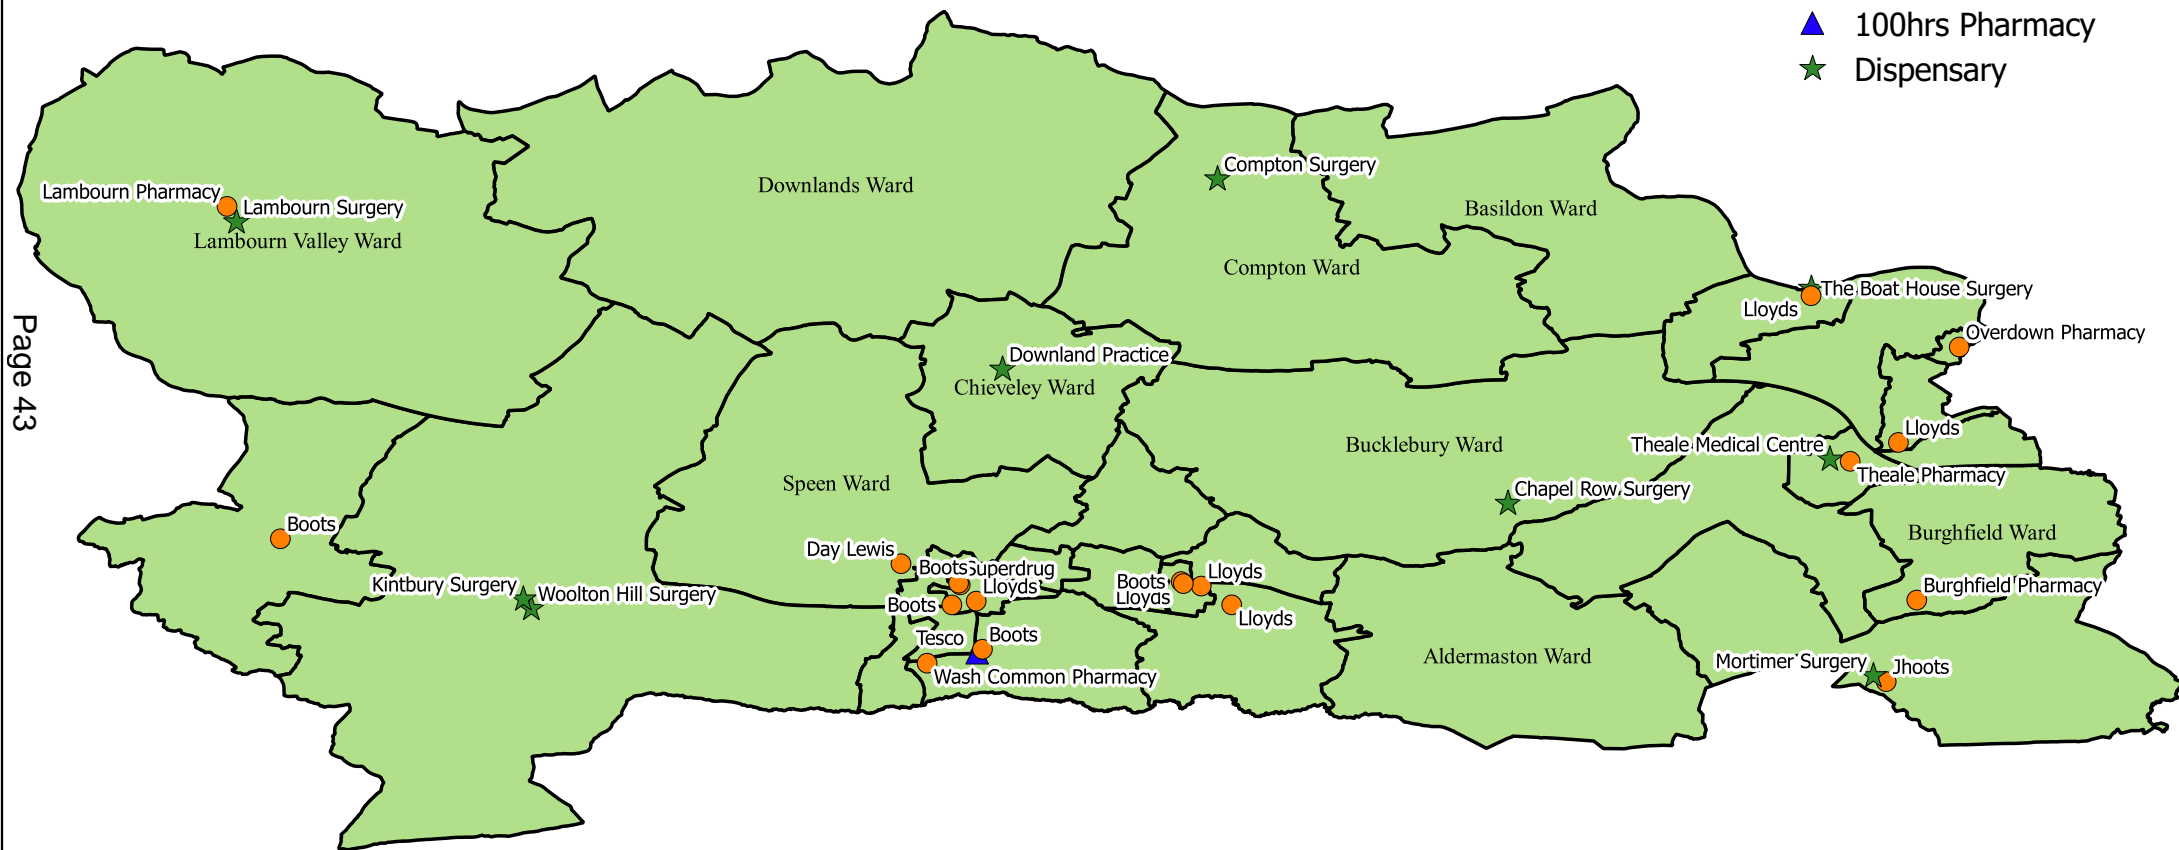 100hrs Pharmacy
Dispensary
Page 43
Compton Surgery
Downlands Ward
Lambourn Pharmacy
Lambourn Surgery
Basildon Ward
Lambourn Valley Ward
Compton Ward
The Boat House Surgery
Lloyds
Overdown Pharmacy
Downland Practice
Chieveley Ward
Lloyds
Bucklebury Ward
Theale Medical Centre
Theale Pharmacy
Speen Ward
Chapel Row Surgery
Boots
Burghfield Ward
Day Lewis
Boots
Superdrug
Lloyds
Boots
Lloyds
Lloyds
Kintbury Surgery
Woolton Hill Surgery
Burghfield Pharmacy
Boots
Lloyds
Tesco
Boots
Aldermaston Ward
Mortimer Surgery
Jhoots
Wash Common Pharmacy